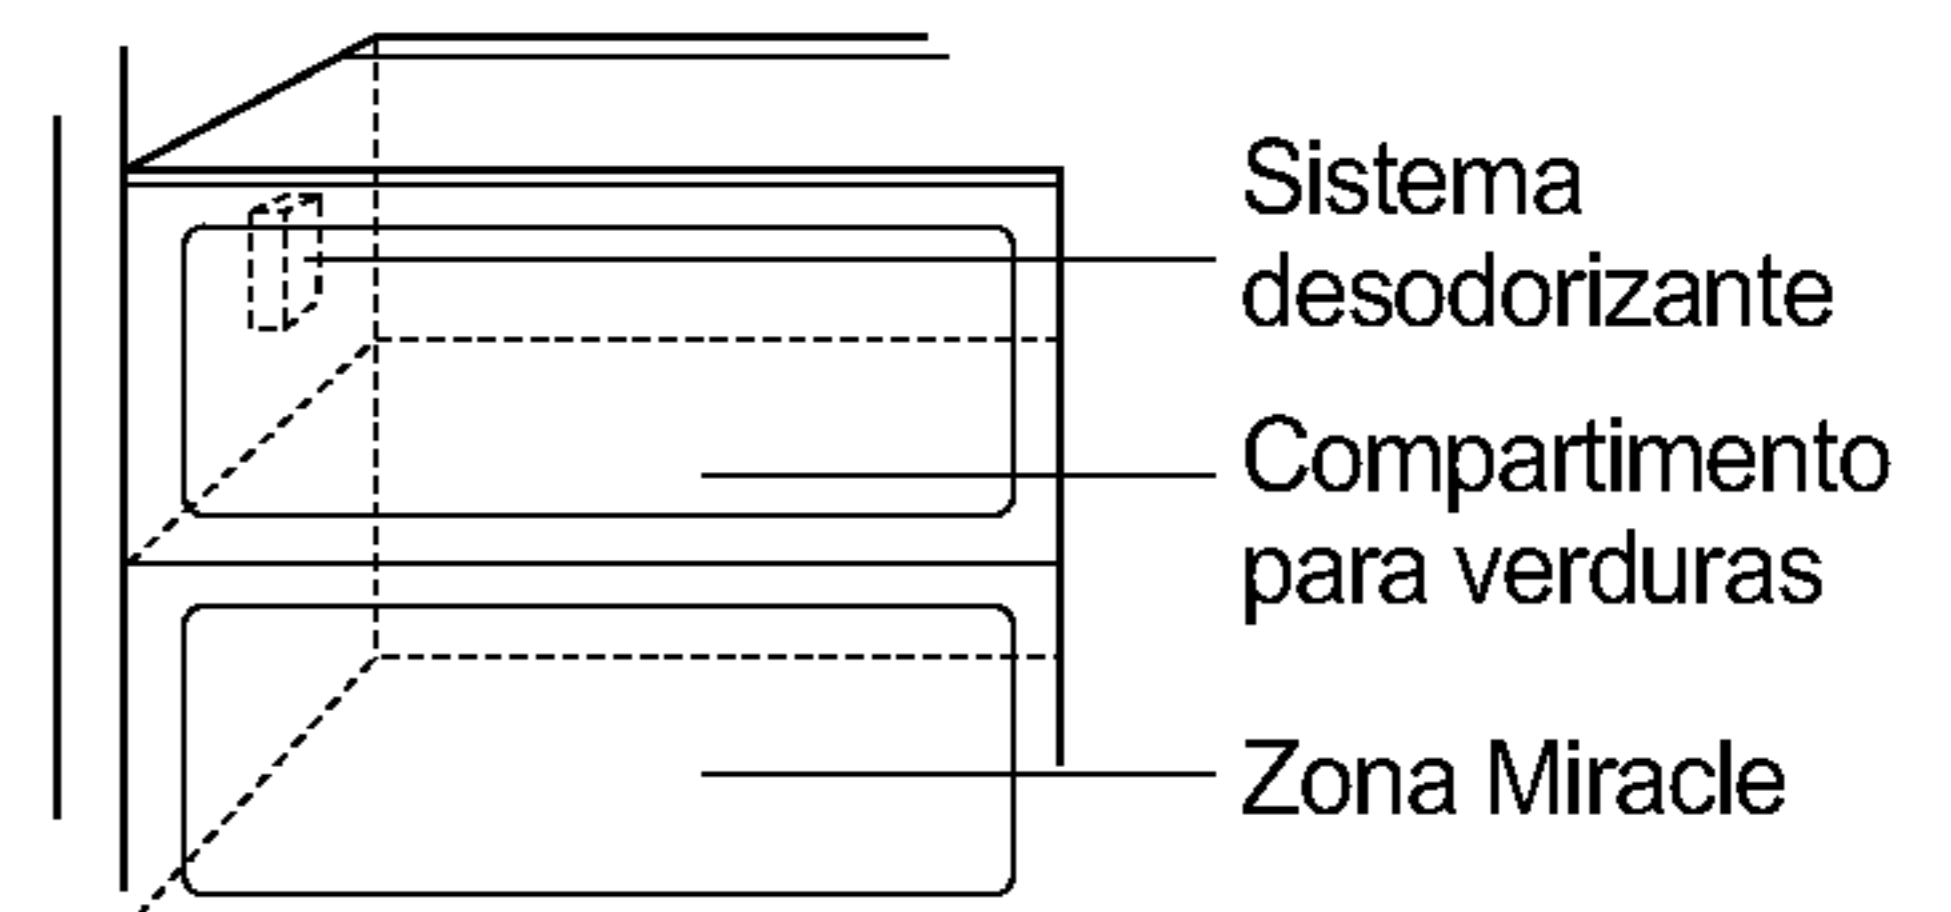 Sistema
desodorizante
Compartimento
para verduras
Zona Miracle